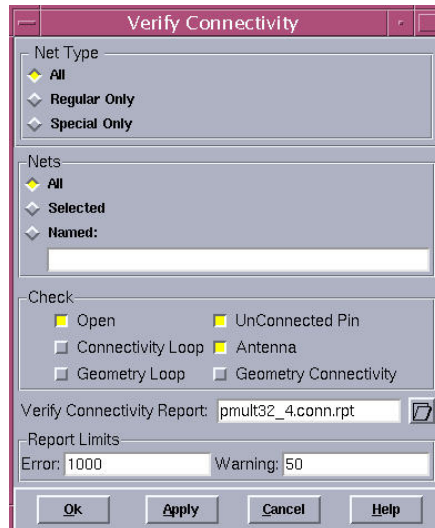 Verify Connectivity
Net Type
All
Regular Only
Special Only
Nets
All
Selected
Named:
Check
Open UnConnected Pin
Connectivity Loop Antenna
Geometry Loop Geometry Connectivity
Verify Connectivity Report: pmult32_4.conn.rpt
Report Limits
Error: 1000 Warning: 50
Ok Apply Cancel Help